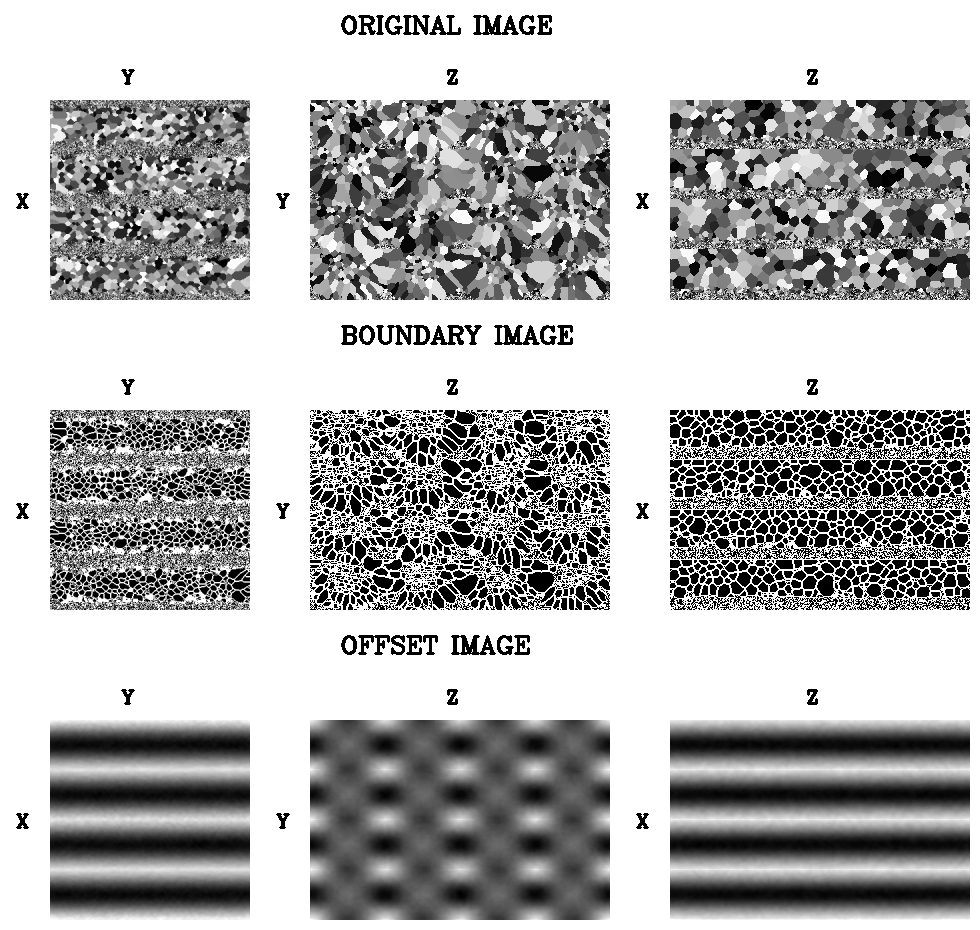 ORIGINAL IMAGE
Y Z Z
X Y X
BOUNDARY IMAGE
Y Z Z
X Y X
OFFSET IMAGE
Y Z Z
X Y X